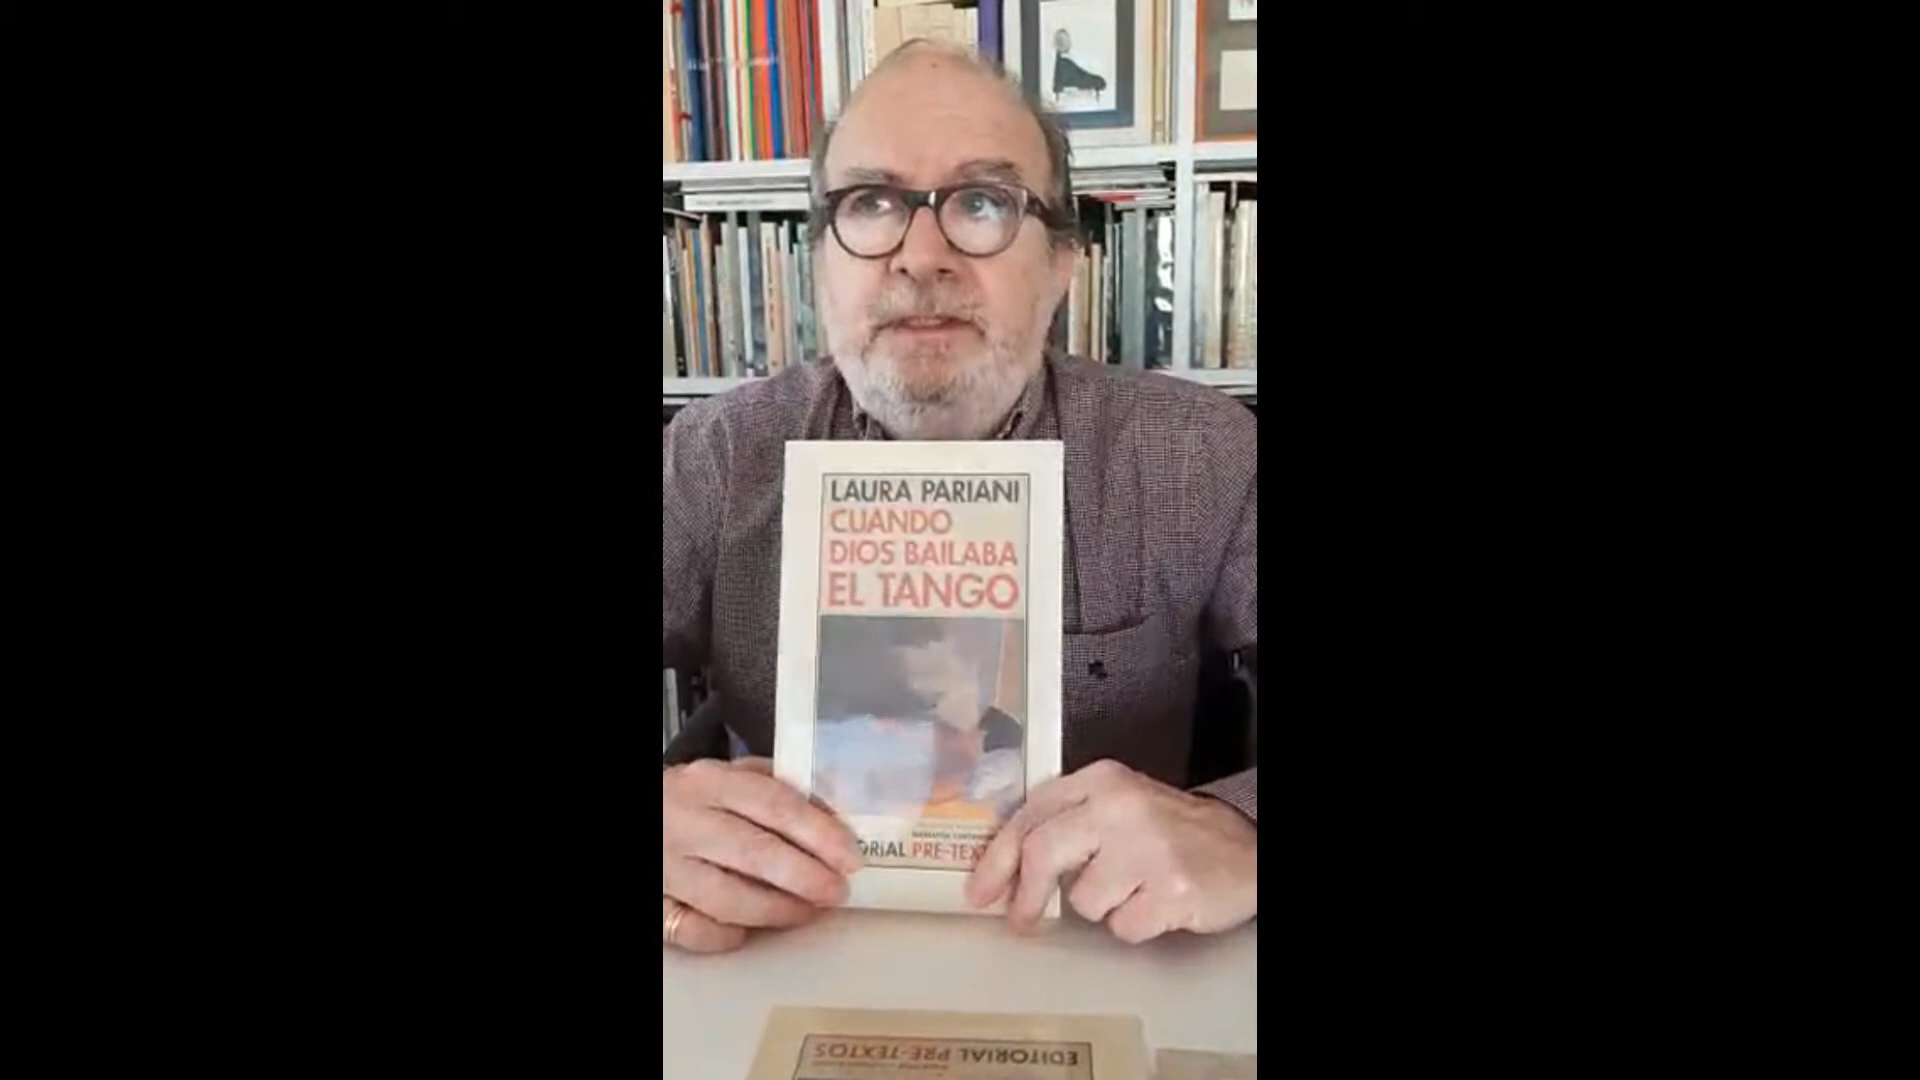 LAURA PARIANI
CUANDO
DIOS BAILABA
EL TANGO
ORIAL PRE-TEX
EDITORIAL PRE-TEXTOS